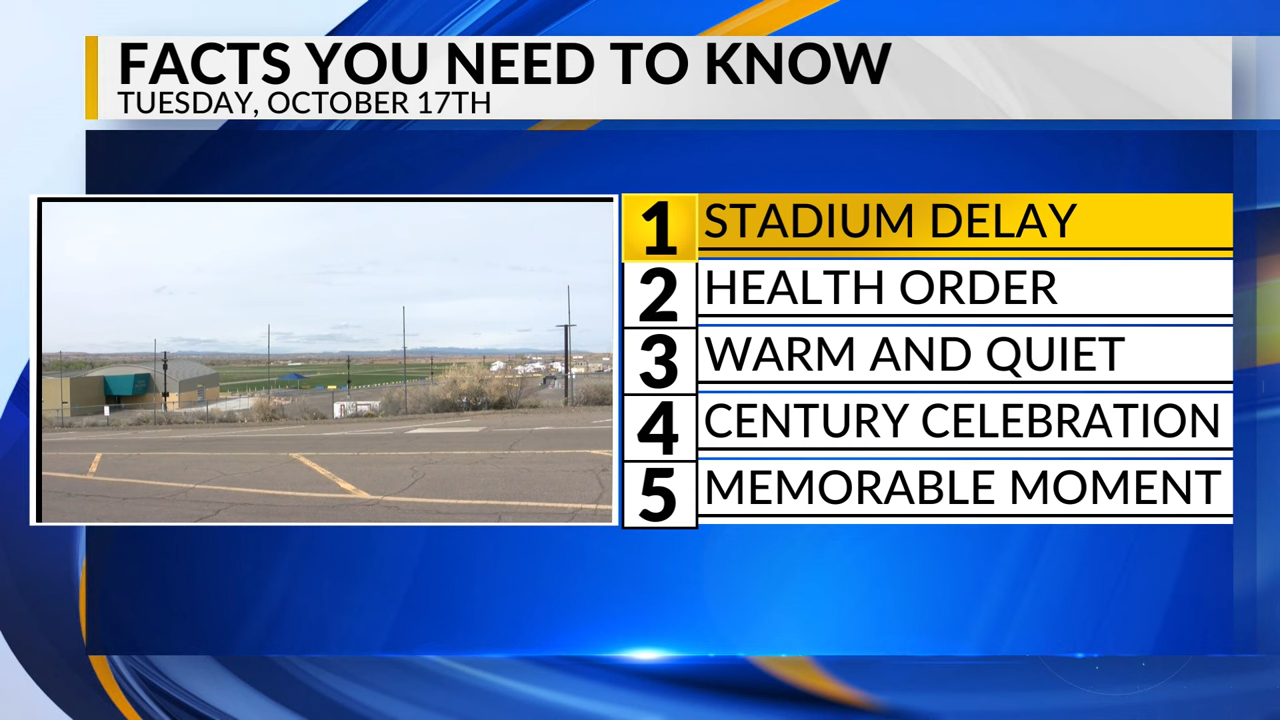 FACTS YOU NEED TO KNOW
TUESDAY, OCTOBER 17TH
1 STADIUM DELAY
2 HEALTH ORDER
3 WARM AND QUIET
4 CENTURY CELEBRATION
5 MEMORABLE MOMENT